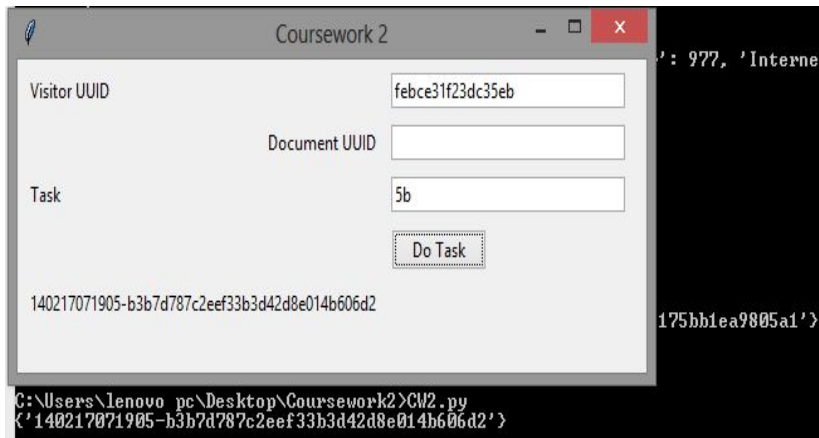 Coursework 2
': 977, 'Interne
Visitor UUID febce31f23dc35eb
Document UUID
Task 5b
Do Task
140217071905-b3b7d787c2eef33b3d42d8e014b606d2
175bb1ea9805a1'}
C:\Users\lenovo pc\Desktop\Coursework2>CW2.py
{'140217071905-b3b7d787c2eef33b3d42d8e014b606d2'}